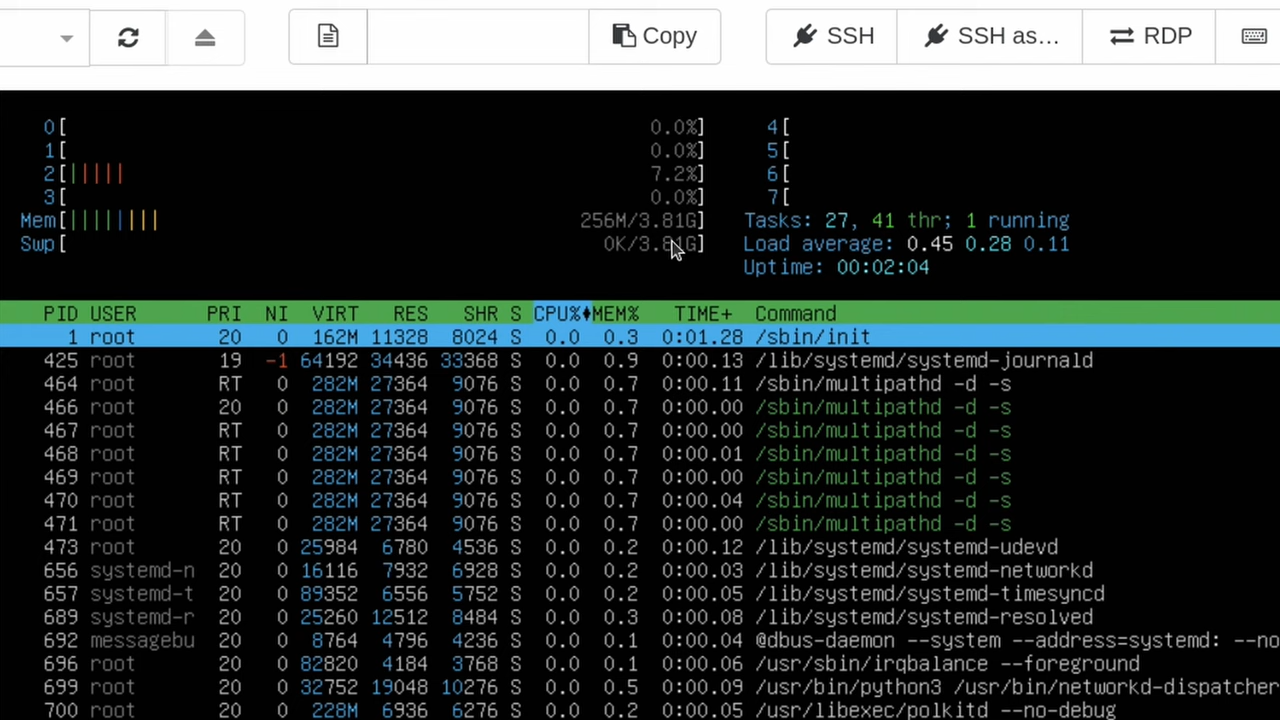 Copy SSH SSH as... RDP
0[ 0.0%] 4[
1[ 0.0%] 5[
2[||||| 7.2%] 6[
3[ 0.0%] 7[
Mem[|||||||| 256M/3.81G] Tasks: 27, 41 thr; 1 running
Swp[ 0K/3.81G] Load average: 0.45 0.28 0.11
Uptime: 00:02:04
PID USER PRI NI VIRT RES SHR S CPU%♦MEM% TIME+ Command
1 root 20 0 162M 11328 8024 S 0.0 0.3 0:01.28 /sbin/init
425 root 19 -1 64192 34436 33368 S 0.0 0.9 0:00.13 /lib/systemd/systemd-journald
464 root RT 0 282M 27364 9076 S 0.0 0.7 0:00.11 /sbin/multipathd -d -s
466 root 20 0 282M 27364 9076 S 0.0 0.7 0:00.00 /sbin/multipathd -d -s
467 root RT 0 282M 27364 9076 S 0.0 0.7 0:00.00 /sbin/multipathd -d -s
468 root RT 0 282M 27364 9076 S 0.0 0.7 0:00.01 /sbin/multipathd -d -s
469 root RT 0 282M 27364 9076 S 0.0 0.7 0:00.00 /sbin/multipathd -d -s
470 root RT 0 282M 27364 9076 S 0.0 0.7 0:00.04 /sbin/multipathd -d -s
471 root RT 0 282M 27364 9076 S 0.0 0.7 0:00.00 /sbin/multipathd -d -s
473 root 20 0 25984 6780 4536 S 0.0 0.2 0:00.12 /lib/systemd/systemd-udevd
656 systemd-n 20 0 16116 7932 6928 S 0.0 0.2 0:00.03 /lib/systemd/systemd-networkd
657 systemd-t 20 0 89352 6556 5752 S 0.0 0.2 0:00.05 /lib/systemd/systemd-timesyncd
689 systemd-r 20 0 25260 12512 8484 S 0.0 0.3 0:00.08 /lib/systemd/systemd-resolved
692 messagebu 20 0 8764 4796 4236 S 0.0 0.1 0:00.04 @dbus-daemon --system --address=systemd: --no
696 root 20 0 82820 4184 3768 S 0.0 0.1 0:00.06 /usr/sbin/irqbalance --foreground
699 root 20 0 32752 19048 10276 S 0.0 0.5 0:00.09 /usr/bin/python3 /usr/bin/networkd-dispatcher
700 root 20 0 228M 6936 6276 S 0.0 0.2 0:00.05 /usr/libexec/polkitd --no-debug